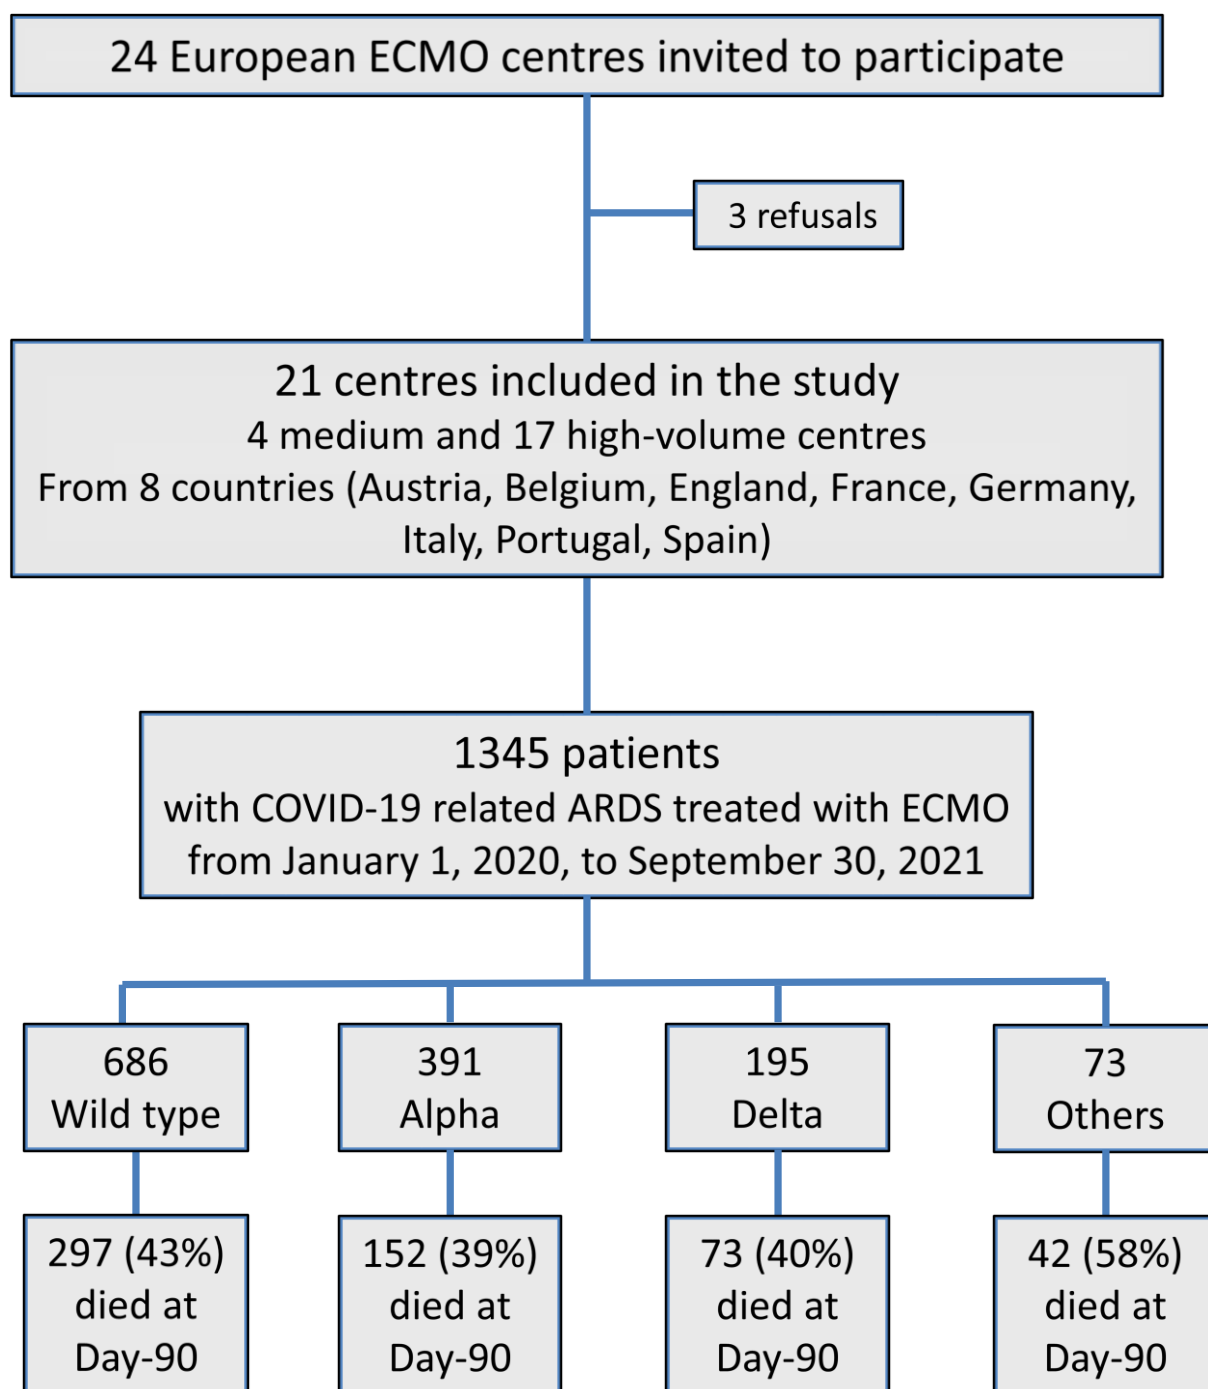 24 European ECMO centres invited to participate
3 refusals
21 centres included in the study
4 medium and 17 high-volume centres
From 8 countries (Austria, Belgium, England, France, Germany,
Italy, Portugal, Spain)
1345 patients
with COVID-19 related ARDS treated with ECMO
from January 1, 2020, to September 30, 2021
686
Wild type
391
Alpha
195
Delta
73
Others
297 (43%)
died at
Day-90
152 (39%)
died at
Day-90
73 (40%)
died at
Day-90
42 (58%)
died at
Day-90